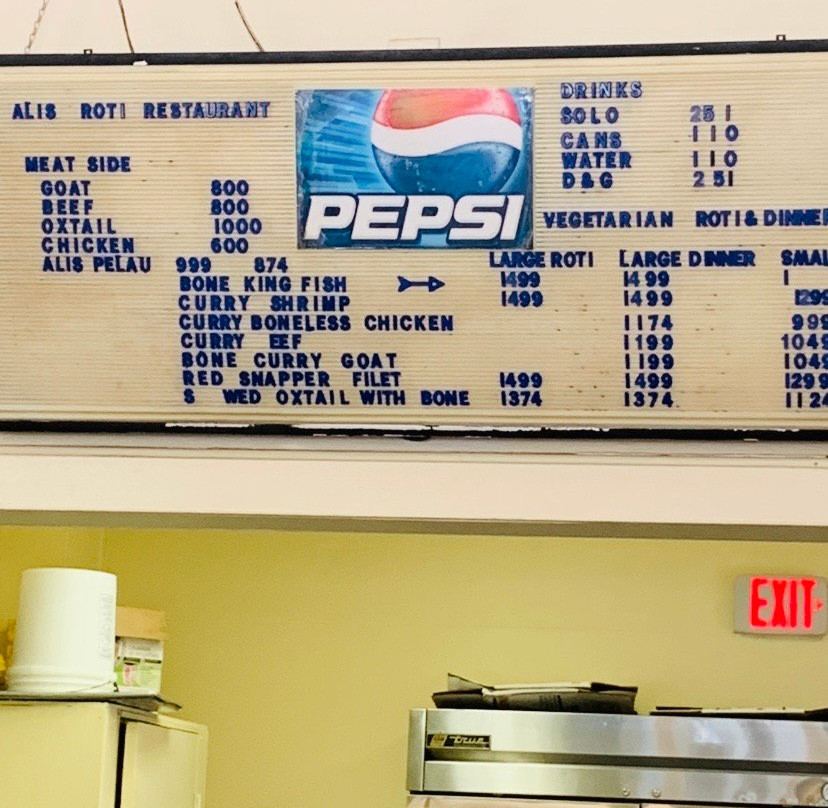 ALIS ROTI RESTAURANT
MEAT SIDE
GOAT 800
BEEF 800
OXTAIL 1000
CHICKEN 600
ALIS PELAU 999 874
PEPSI
DRINKS
SOLO 251
CANS 110
WATER 110
D&G 251
VEGETARIAN ROTI & DINNE
LARGE ROTI LARGE DINNER SMAL
BONE KING FISH 1499 1499 1
CURRY SHRIMP 1499 1499 1299
CURRY BONELESS CHICKEN 1174 999
CURRY EEF 1199 1049
BONE CURRY GOAT 1199 1049
RED SNAPPER FILET 1499 1499 1299
S WED OXTAIL WITH BONE 1374 1374 1124
EXIT
True